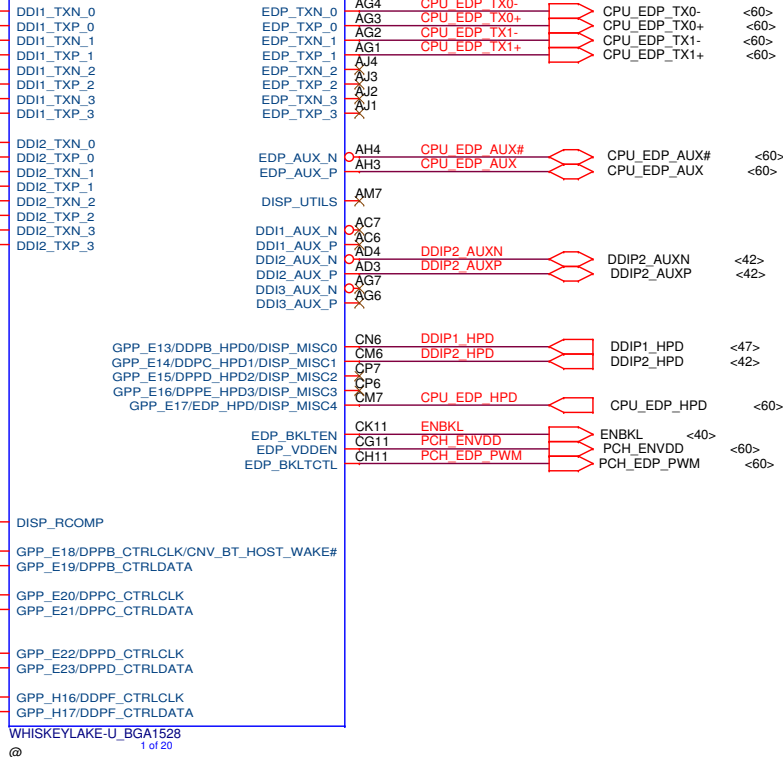 DDI1_TXN_0 EDP_TXN_0 AG4 CPU_EDP_TX0- CPU_EDP_TX0- <60>
DDI1_TXP_0 EDP_TXP_0 AG3 CPU_EDP_TX0+ CPU_EDP_TX0+ <60>
DDI1_TXN_1 EDP_TXN_1 AG2 CPU_EDP_TX1- CPU_EDP_TX1- <60>
DDI1_TXP_1 EDP_TXP_1 AG1 CPU_EDP_TX1+ CPU_EDP_TX1+ <60>
DDI1_TXN_2 EDP_TXN_2 AJ4
DDI1_TXP_2 EDP_TXP_2 AJ3
DDI1_TXN_3 EDP_TXN_3 AJ2
DDI1_TXP_3 EDP_TXP_3 AJ1
DDI2_TXN_0
DDI2_TXP_0 EDP_AUX_N AH4 CPU_EDP_AUX# CPU_EDP_AUX# <60>
DDI2_TXN_1 EDP_AUX_P AH3 CPU_EDP_AUX CPU_EDP_AUX <60>
DDI2_TXP_1
DDI2_TXN_2 DISP_UTILS AM7
DDI2_TXP_2
DDI2_TXN_3 DDI1_AUX_N AC7
DDI2_TXP_3 DDI1_AUX_P AC6
DDI2_AUX_N AD4 DDIP2_AUXN DDIP2_AUXN <42>
DDI2_AUX_P AD3 DDIP2_AUXP DDIP2_AUXP <42>
DDI3_AUX_N AG7
DDI3_AUX_P AG6
GPP_E13/DDPB_HPD0/DISP_MISC0 CN6 DDIP1_HPD DDIP1_HPD <47>
GPP_E14/DDPC_HPD1/DISP_MISC1 CM6 DDIP2_HPD DDIP2_HPD <42>
GPP_E15/DPPD_HPD2/DISP_MISC2 CP7
GPP_E16/DPPE_HPD3/DISP_MISC3 CP6
GPP_E17/EDP_HPD/DISP_MISC4 CM7 CPU_EDP_HPD CPU_EDP_HPD <60>
EDP_BKLTEN CK11 ENBKL ENBKL <40>
EDP_VDDEN CG11 PCH_ENVDD PCH_ENVDD <60>
EDP_BKLTCTL CH11 PCH_EDP_PWM PCH_EDP_PWM <60>
DISP_RCOMP
GPP_E18/DPPB_CTRLCLK/CNV_BT_HOST_WAKE#
GPP_E19/DPPB_CTRLDATA
GPP_E20/DPPC_CTRLCLK
GPP_E21/DPPC_CTRLDATA
GPP_E22/DPPD_CTRLCLK
GPP_E23/DPPD_CTRLDATA
GPP_H16/DDPF_CTRLCLK
GPP_H17/DDPF_CTRLDATA
WHISKEYLAKE-U_BGA1528
1 of 20
@